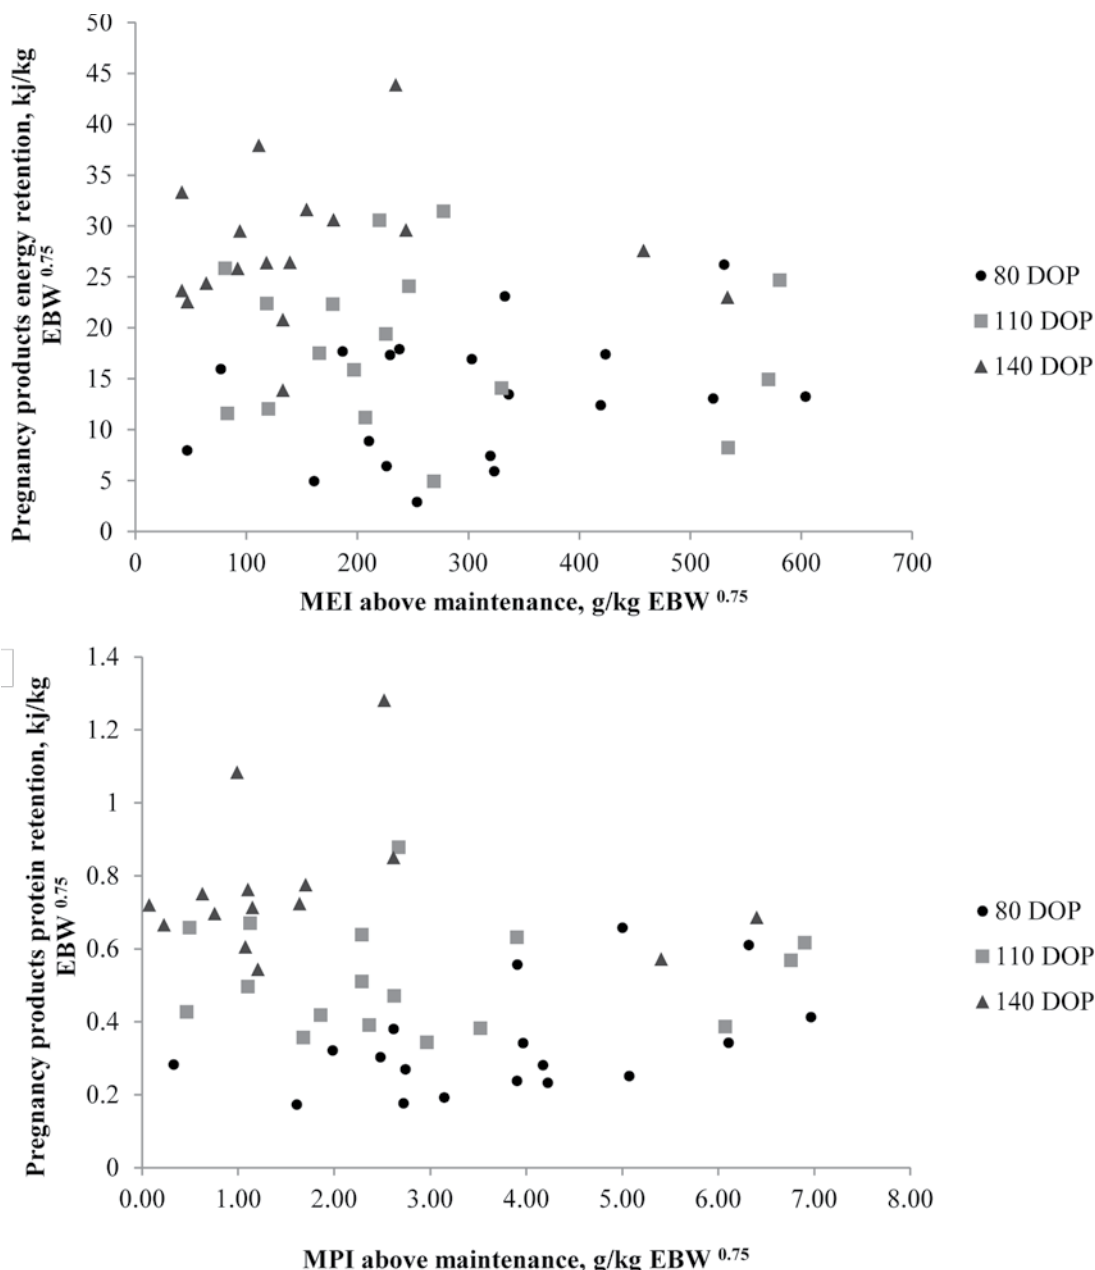 Pregnancy products energy retention, kj/kg
EBW 0.75
50
45
40
35
30
25
20
15
10
5
0
0 100 200 300 400 500 600 700
MEI above maintenance, g/kg EBW 0.75
80 DOP
110 DOP
140 DOP
Pregnancy products protein retention, kj/kg
EBW 0.75
1.4
1.2
1
0.8
0.6
0.4
0.2
0
0.00 1.00 2.00 3.00 4.00 5.00 6.00 7.00 8.00
MPI above maintenance, g/kg EBW 0.75
80 DOP
110 DOP
140 DOP